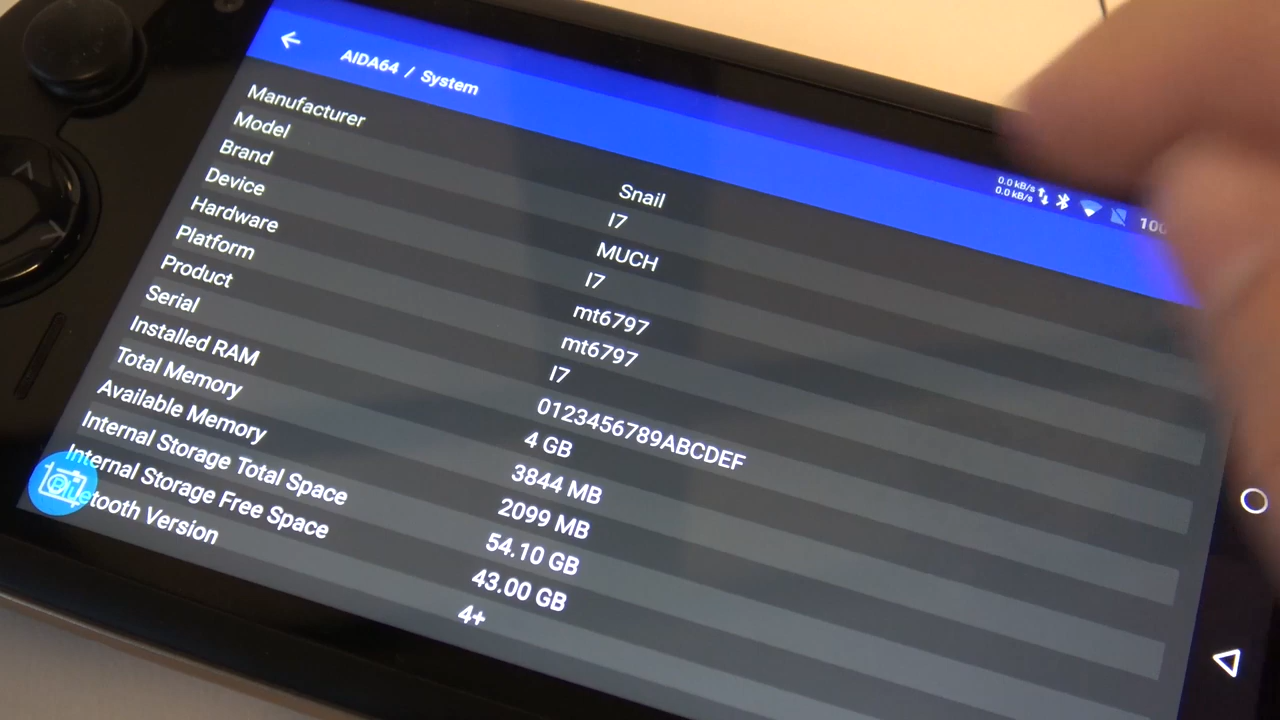 AIDA64 / System
0.0 kB/s
0.0 kB/s
100
Manufacturer Snail
Model I7
Brand MUCH
Device I7
Hardware mt6797
Platform mt6797
Product I7
Serial 0123456789ABCDEF
Installed RAM 4 GB
Total Memory 3844 MB
Available Memory 2099 MB
Internal Storage Total Space 54.10 GB
Internal Storage Free Space 43.00 GB
Bluetooth Version 4+